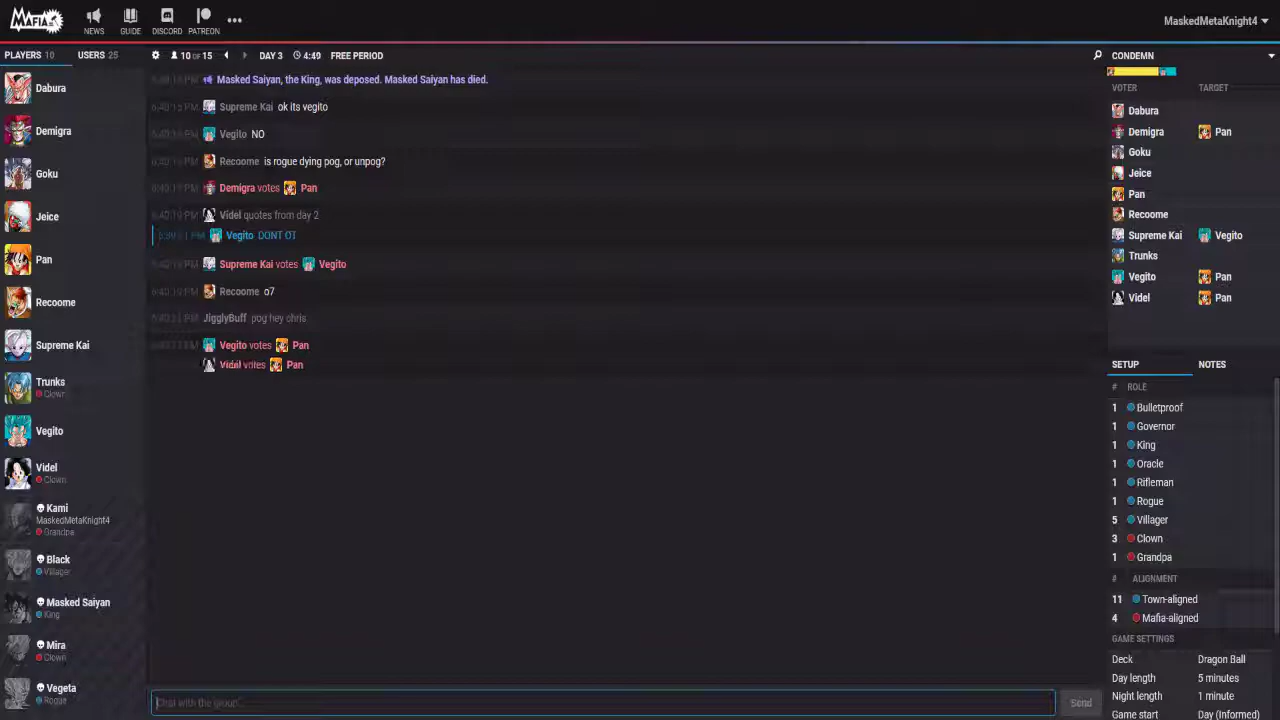 MAFIA
NEWS
GUIDE
DISCORD
PATREON
MaskedMetaKnight4
PLAYERS 10
USERS 25
10 OF 15
DAY 3
4:49
FREE PERIOD
Dabura
Demigra
Goku
Jeice
Pan
Recoome
Supreme Kai
Trunks
Clown
Vegito
Videl
Clown
Kami
MaskedMetaKnight4
Grandpa
Black
Villager
Masked Saiyan
King
Mira
Clown
Vegeta
Rogue
Masked Saiyan, the King, was deposed. Masked Saiyan has died.
Supreme Kai ok its vegito
Vegito NO
Recoome is rogue dying pog, or unpog?
Demigra votes Pan
Videl quotes from day 2
Vegito DONT OT
Supreme Kai votes Vegito
Recoome o7
JigglyBuff pog hey chris
Vegito votes Pan
Videl votes Pan
Chat with the group...
Send
CONDEMN
VOTER TARGET
Dabura
Demigra Pan
Goku
Jeice
Pan
Recoome
Supreme Kai Vegito
Trunks
Vegito Pan
Videl Pan
SETUP NOTES
# ROLE
1 Bulletproof
1 Governor
1 King
1 Oracle
1 Rifleman
1 Rogue
5 Villager
3 Clown
1 Grandpa
# ALIGNMENT
11 Town-aligned
4 Mafia-aligned
GAME SETTINGS
Deck Dragon Ball
Day length 5 minutes
Night length 1 minute
Game start Day (Informed)